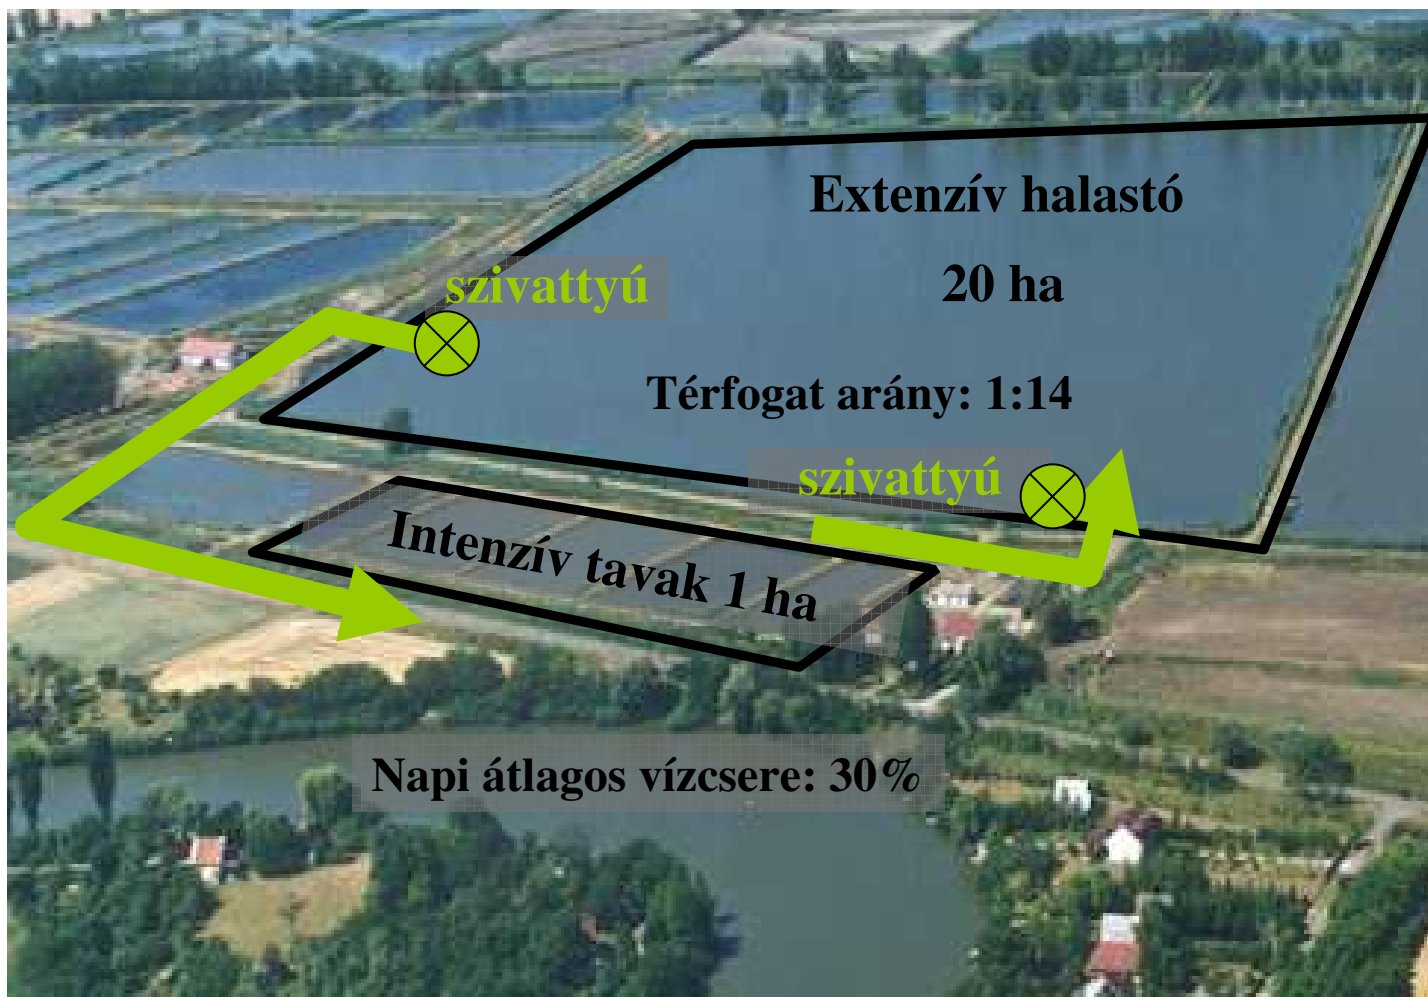 Extenzív halastó
20 ha
szivattyú
Térfogat arány: 1:14
szivattyú
Intenzív tavak 1 ha
Napi átlagos vízcsere: 30%